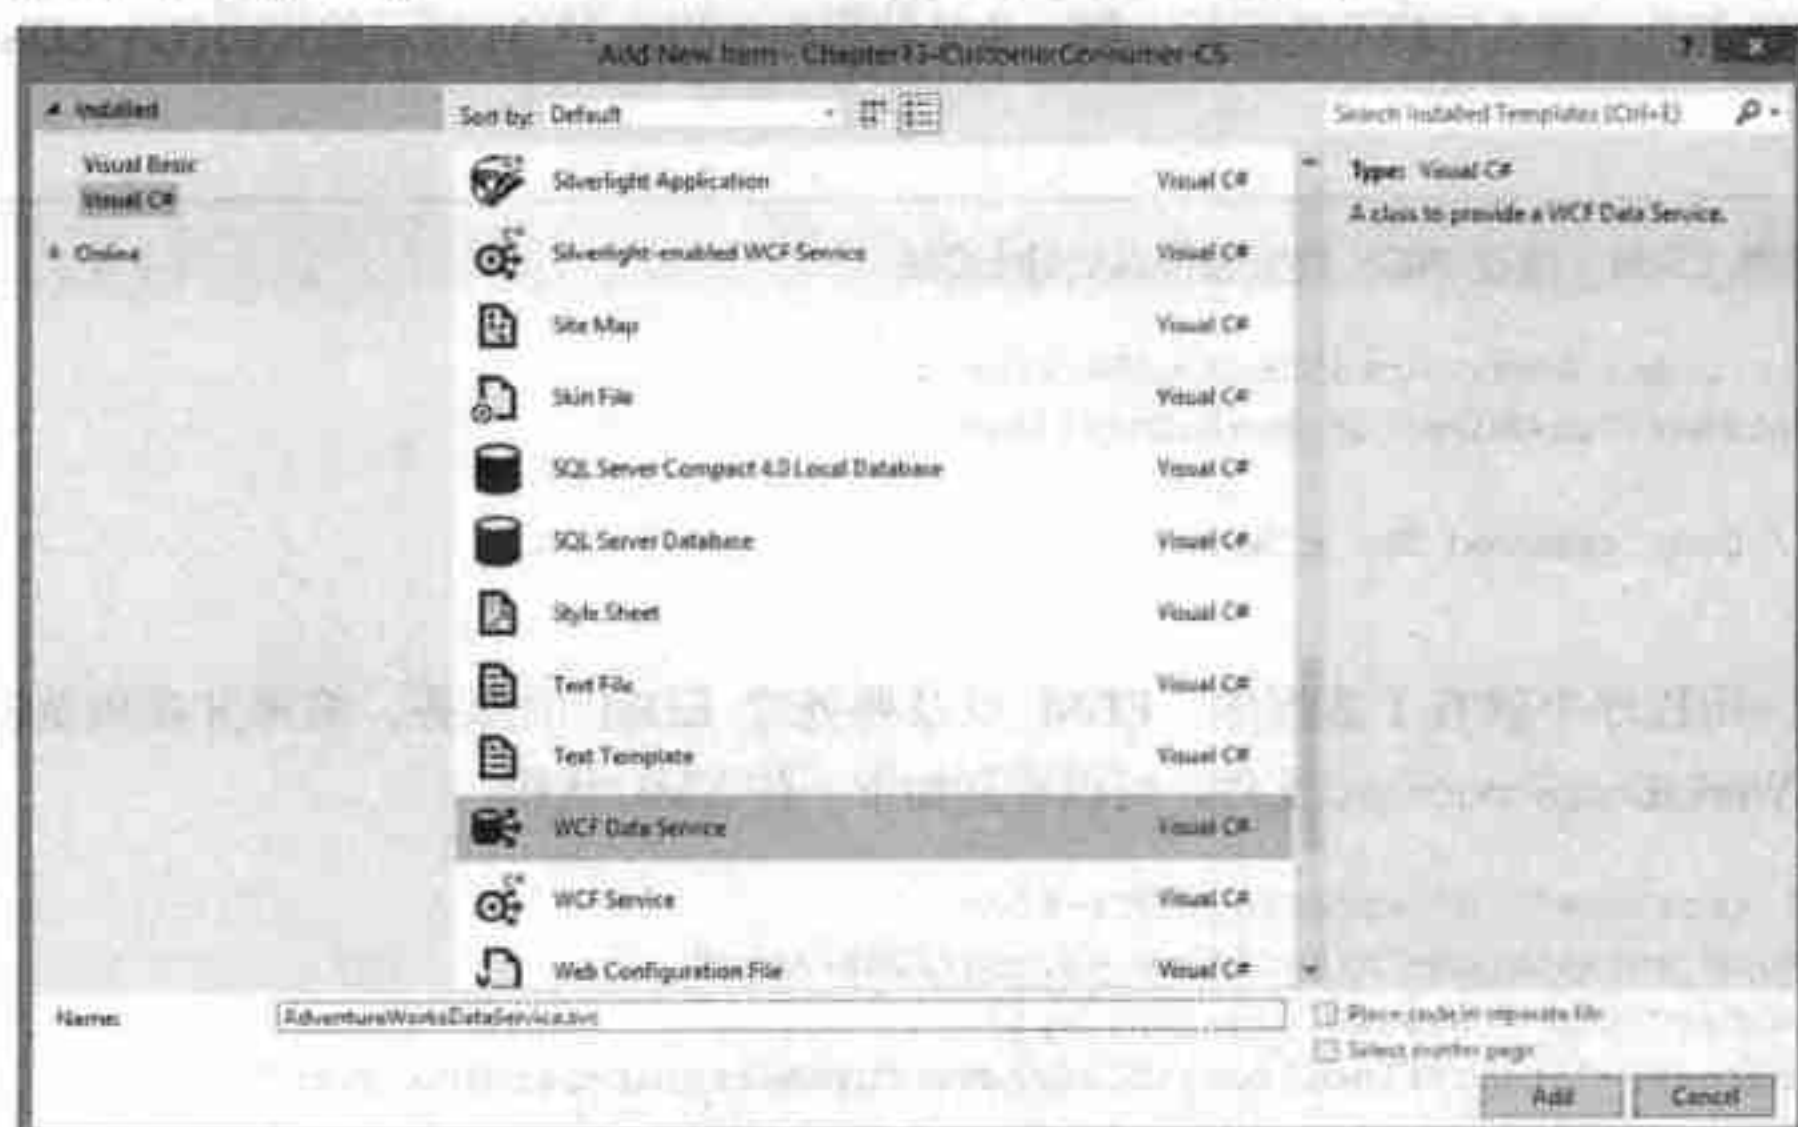 Add New Item - Chapter13-CustomerConsumer-CS
Installed
Sort by: Default
Search Installed Templates (Ctrl+E)
Visual Basic
Visual C#
Online
Silverlight Application Visual C#
Silverlight-enabled WCF Service Visual C#
Site Map Visual C#
Skin File Visual C#
SQL Server Compact 4.0 Local Database Visual C#
SQL Server Database Visual C#
Style Sheet Visual C#
Text File Visual C#
Text Template Visual C#
WCF Data Service Visual C#
WCF Service Visual C#
Web Configuration File Visual C#
Type: Visual C#
A class to provide a WCF Data Service.
Name: AdventureWorksDataService.svc
Place code in separate file
Select master page
Add Cancel